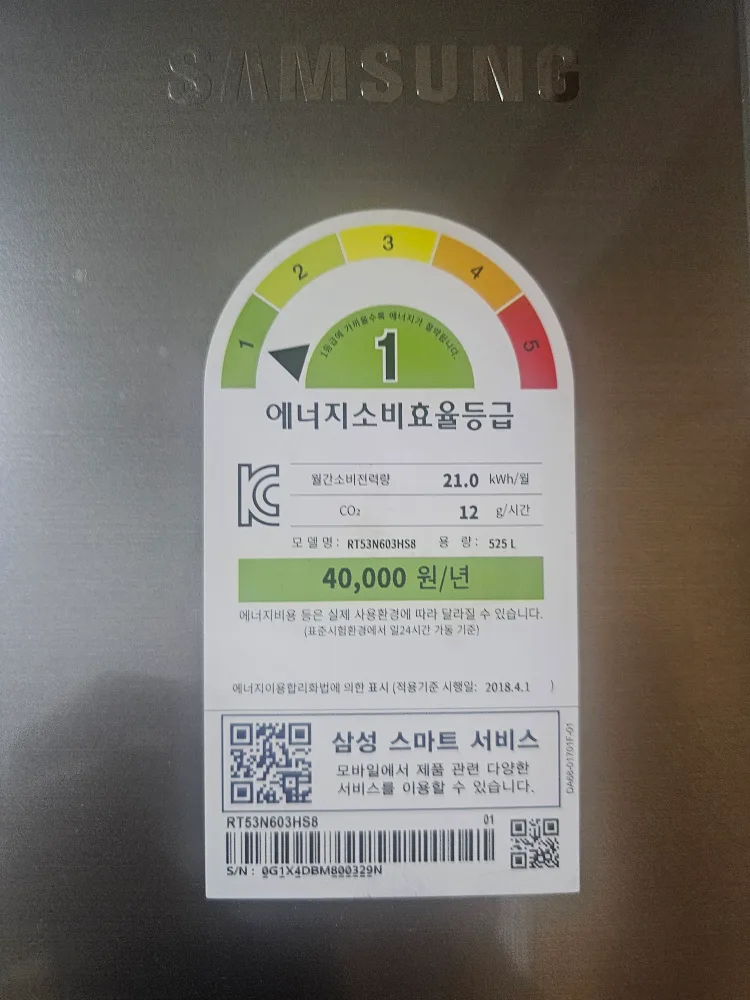 SAMSUNG
1 2 3 4 5
1등급에 가까울수록 에너지가 절약됩니다.
1
에너지소비효율등급
월간소비전력량 21.0 kWh/월
CO₂ 12 g/시간
모델명: RT53N603HS8 용 량: 525 L
40,000 원/년
에너지비용 등은 실제 사용환경에 따라 달라질 수 있습니다.
(표준시험환경에서 일24시간 가동 기준)
에너지이용합리화법에 의한 표시 (적용기준 시행일: 2018.4.1 )
삼성 스마트 서비스
모바일에서 제품 관련 다양한
서비스를 이용할 수 있습니다.
DA68-01701F-01
RT53N603HS8 01
S/N : 0G1X4DBM800329N